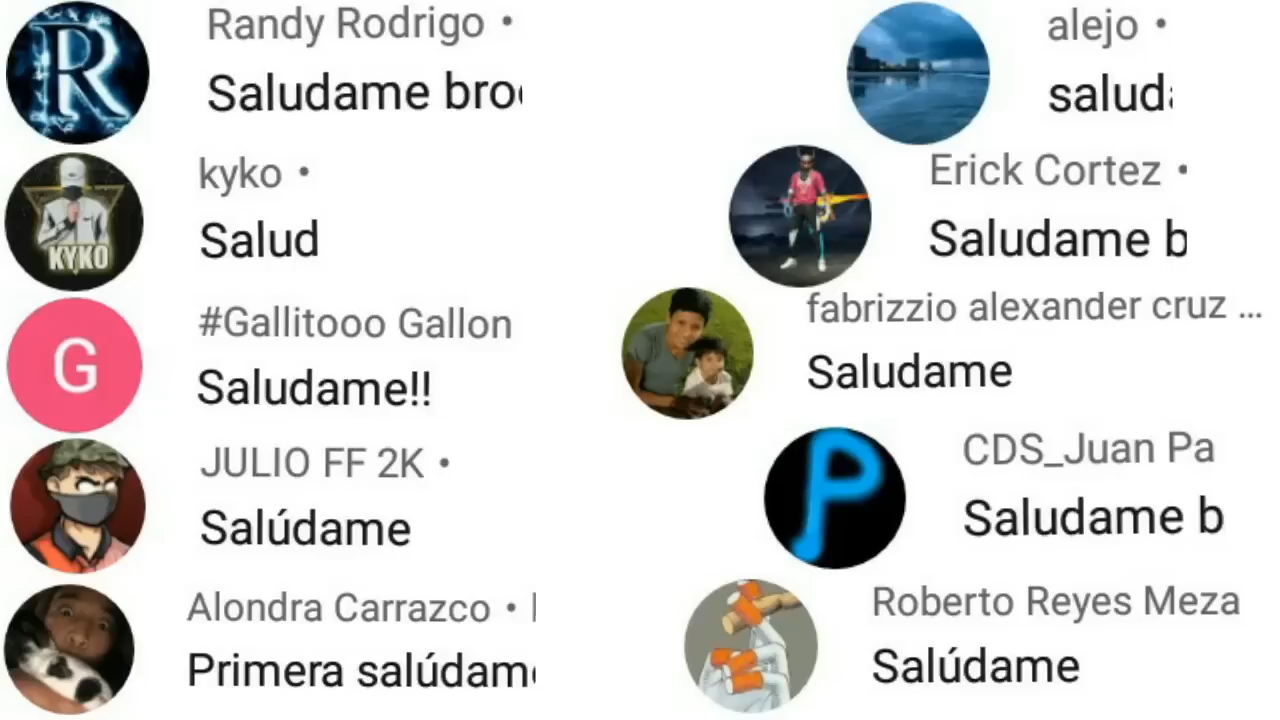 Randy Rodrigo •
Saludame bro
kyko •
Salud
KYKO
#Gallitooo Gallon
G
Saludame!!
JULIO FF 2K •
Salúdame
Alondra Carrazco •
Primera salúdame
alejo •
saluda
Erick Cortez •
Saludame b
fabrizzio alexander cruz ...
Saludame
CDS_Juan Pa
P
Saludame b
Roberto Reyes Meza
Salúdame
R